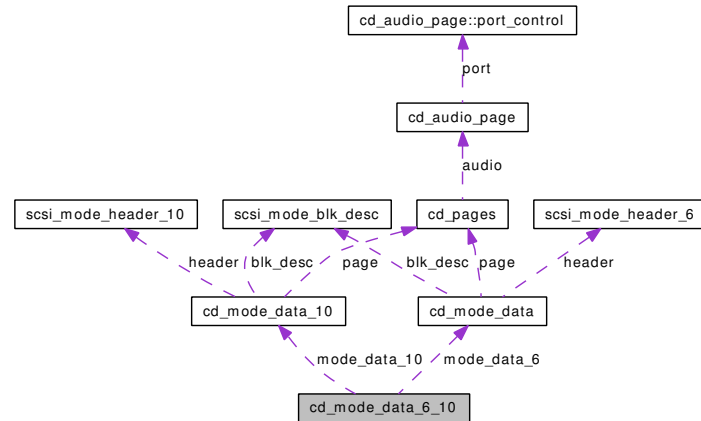 cd_audio_page::port_control
port
cd_audio_page
audio
scsi_mode_header_10
scsi_mode_blk_desc
cd_pages
scsi_mode_header_6
header
blk_desc
page
blk_desc
page
header
cd_mode_data_10
cd_mode_data
mode_data_10
mode_data_6
cd_mode_data_6_10